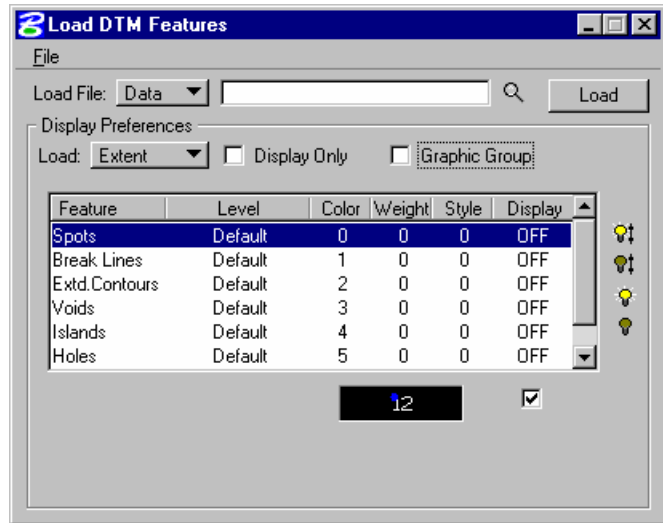 Load DTM Features
File
Load File: Data Load
Display Preferences
Load: Extent Display Only Graphic Group
Feature Level Color Weight Style Display
Spots Default 0 0 0 OFF
Break Lines Default 1 0 0 OFF
Extd.Contours Default 2 0 0 OFF
Voids Default 3 0 0 OFF
Islands Default 4 0 0 OFF
Holes Default 5 0 0 OFF
12